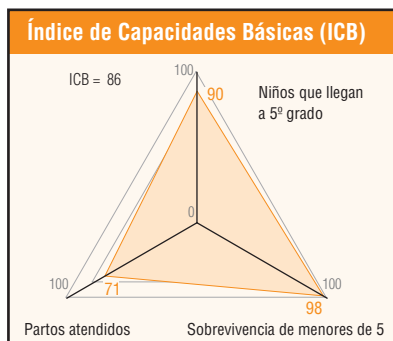 Índice de Capacidades Básicas (ICB)
ICB = 86
100
90
Niños que llegan
a 5º grado
0
100
71
100
98
Partos atendidos
Sobrevivencia de menores de 5